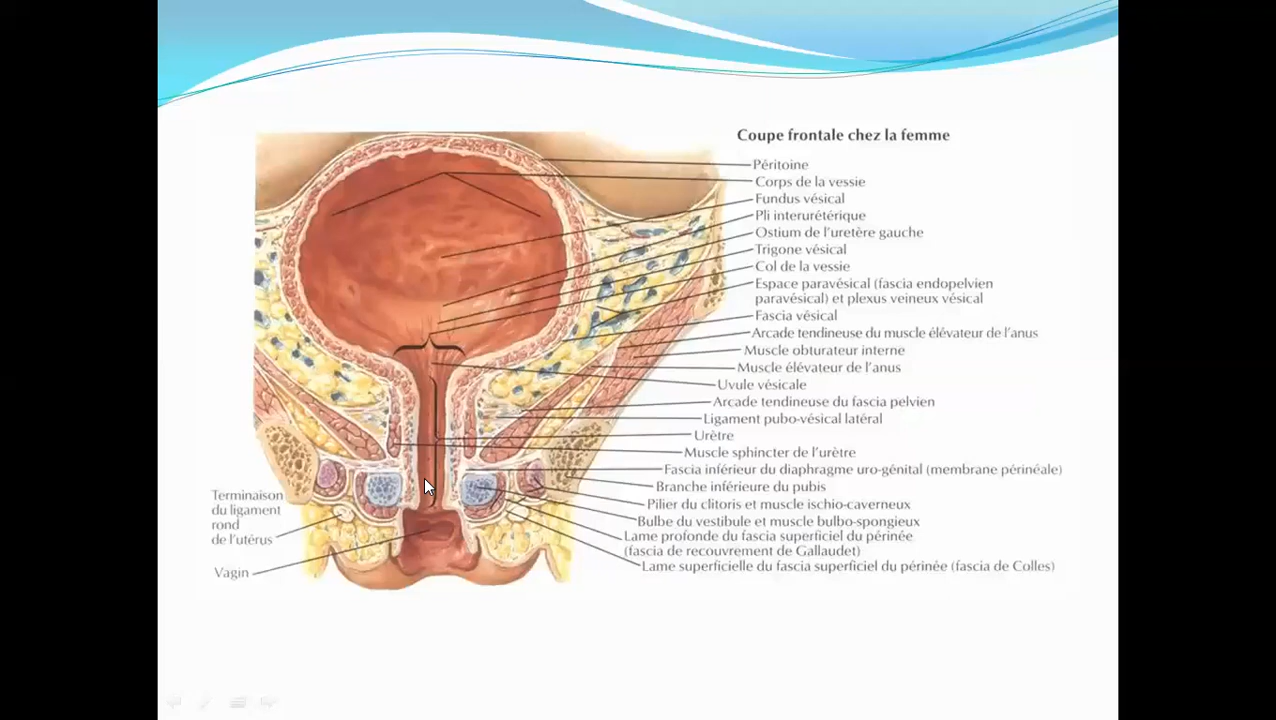 Coupe frontale chez la femme
Péritoine
Corps de la vessie
Fundus vésical
Pli interurétérique
Ostium de l'uretère gauche
Trigone vésical
Col de la vessie
Espace paravésical (fascia endopelvien
paravésical) et plexus veineux vésical
Fascia vésical
Arcade tendineuse du muscle élévateur de l'anus
Muscle obturateur interne
Muscle élévateur de l'anus
Uvule vésicale
Arcade tendineuse du fascia pelvien
Ligament pubo-vésical latéral
Urètre
Muscle sphincter de l'urètre
Fascia inférieur du diaphragme uro-génital (membrane périnéale)
Branche inférieure du pubis
Pilier du clitoris et muscle ischio-caverneux
Bulbe du vestibule et muscle bulbo-spongieux
Lame profonde du fascia superficiel du périnée
(fascia de recouvrement de Gallaudet)
Lame superficielle du fascia superficiel du périnée (fascia de Colles)
Terminaison
du ligament
rond
de l'utérus
Vagin